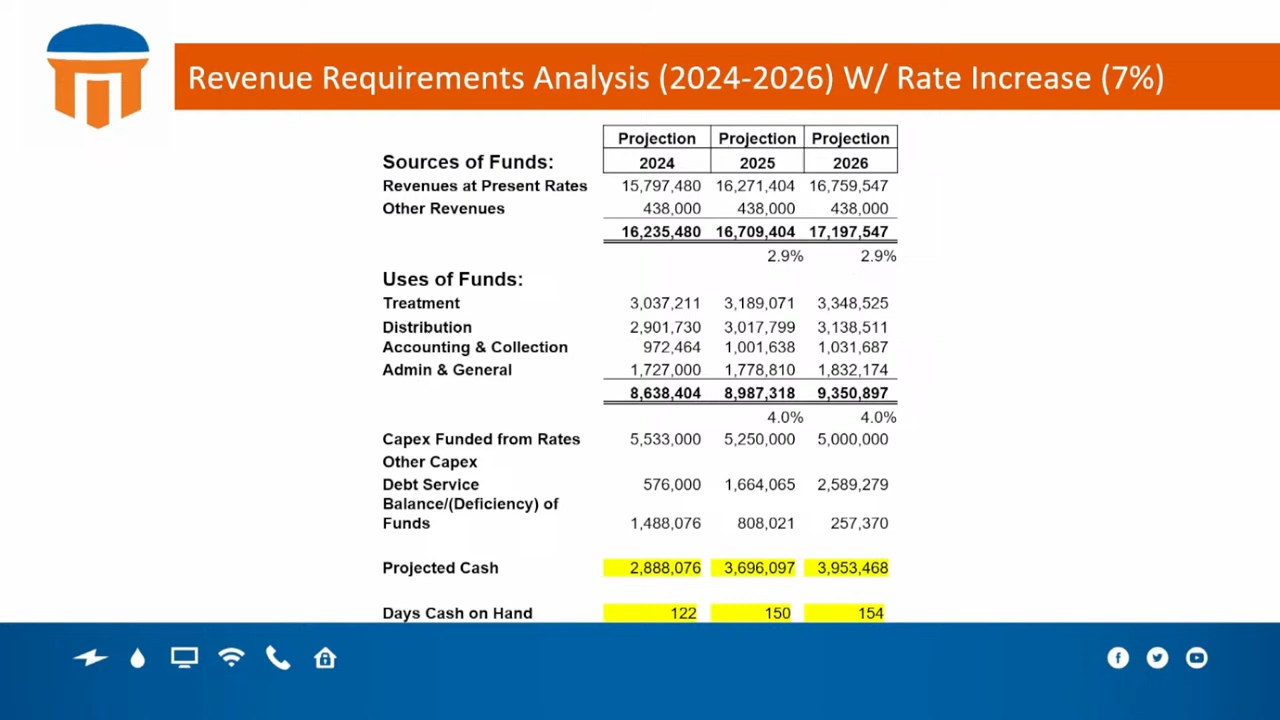 Revenue Requirements Analysis (2024-2026) W/ Rate Increase (7%)
Projection Projection Projection
Sources of Funds: 2024 2025 2026
Revenues at Present Rates 15,797,480 16,271,404 16,759,547
Other Revenues 438,000 438,000 438,000
16,235,480 16,709,404 17,197,547
2.9% 2.9%
Uses of Funds:
Treatment 3,037,211 3,189,071 3,348,525
Distribution 2,901,730 3,017,799 3,138,511
Accounting & Collection 972,464 1,001,638 1,031,687
Admin & General 1,727,000 1,778,810 1,832,174
8,638,404 8,987,318 9,350,897
4.0% 4.0%
Capex Funded from Rates 5,533,000 5,250,000 5,000,000
Other Capex
Debt Service 576,000 1,664,065 2,589,279
Balance/(Deficiency) of
Funds 1,488,076 808,021 257,370
Projected Cash 2,888,076 3,696,097 3,953,468
Days Cash on Hand 122 150 154